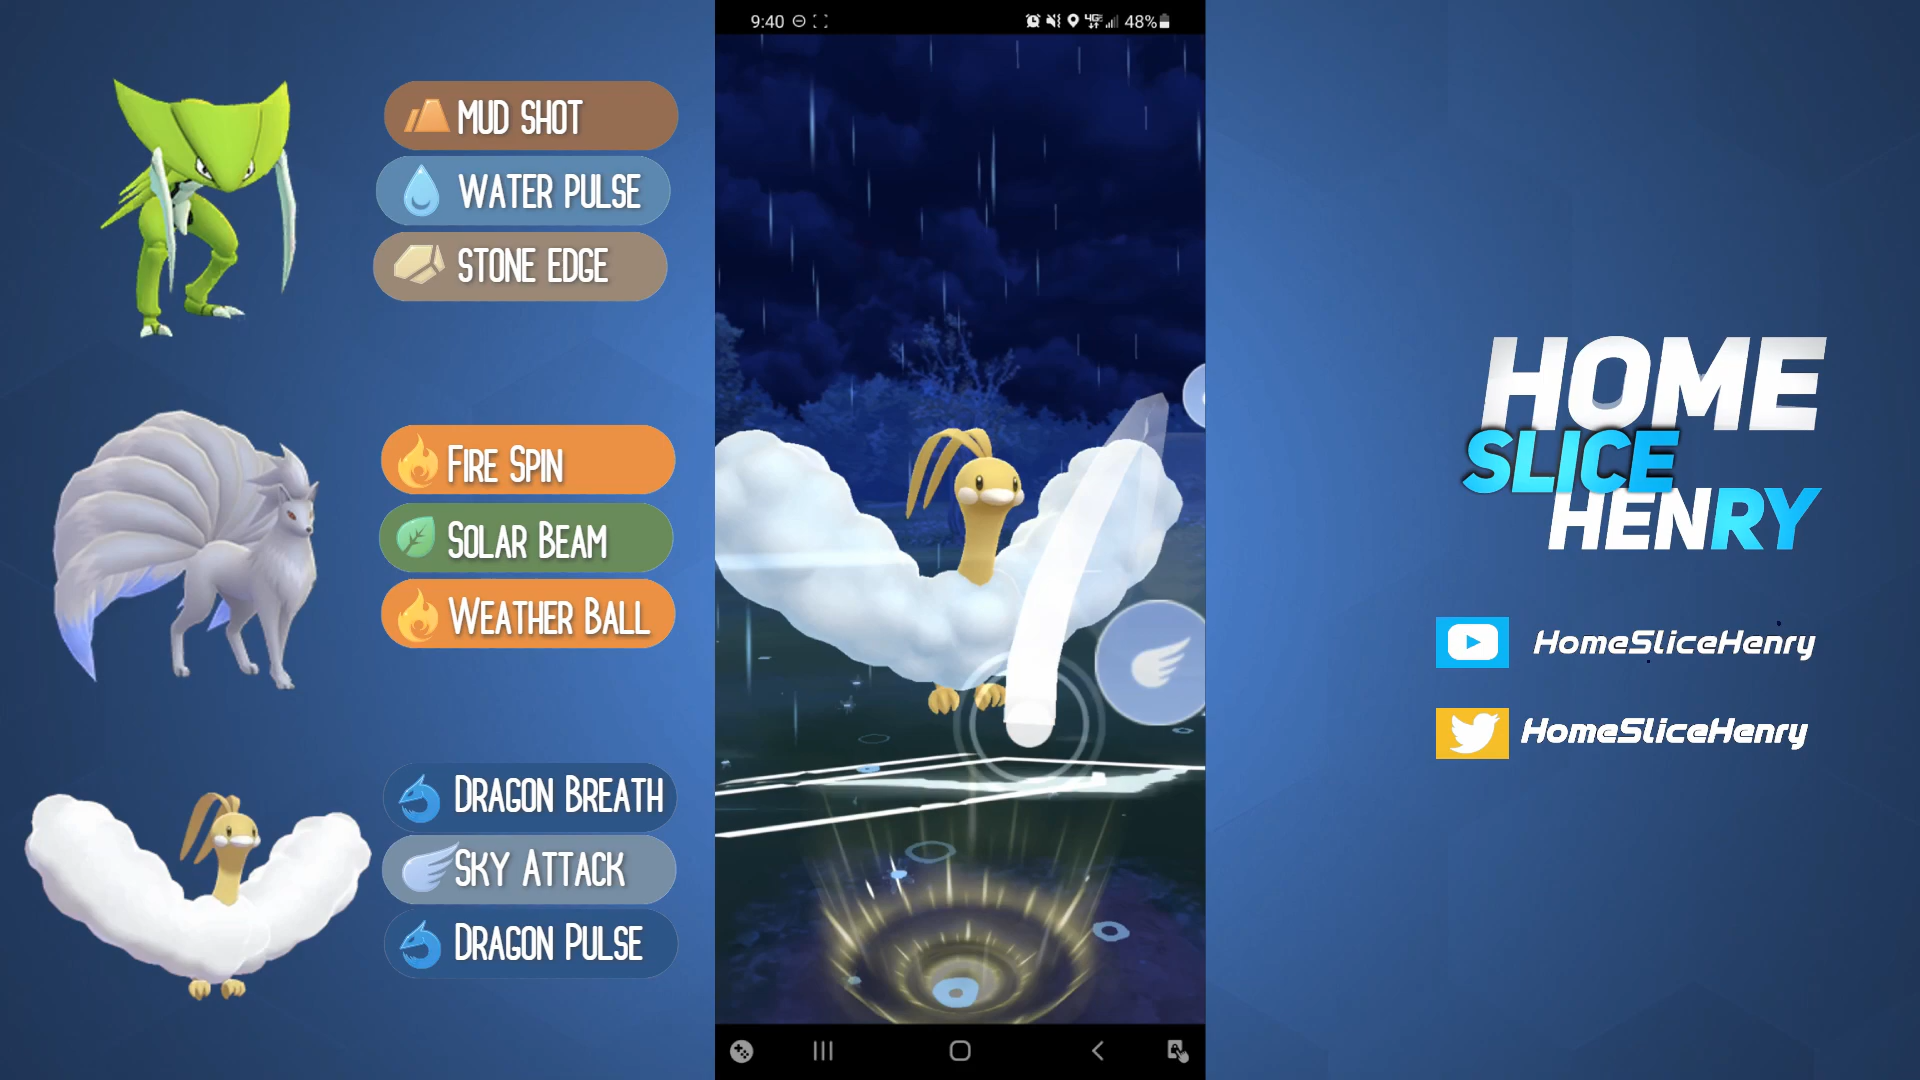 9:40
4GE
48%
MUD SHOT
WATER PULSE
STONE EDGE
FIRE SPIN
SOLAR BEAM
WEATHER BALL
DRAGON BREATH
SKY ATTACK
DRAGON PULSE
HOME
SLICE
HENRY
HomeSliceHenry
HomeSliceHenry